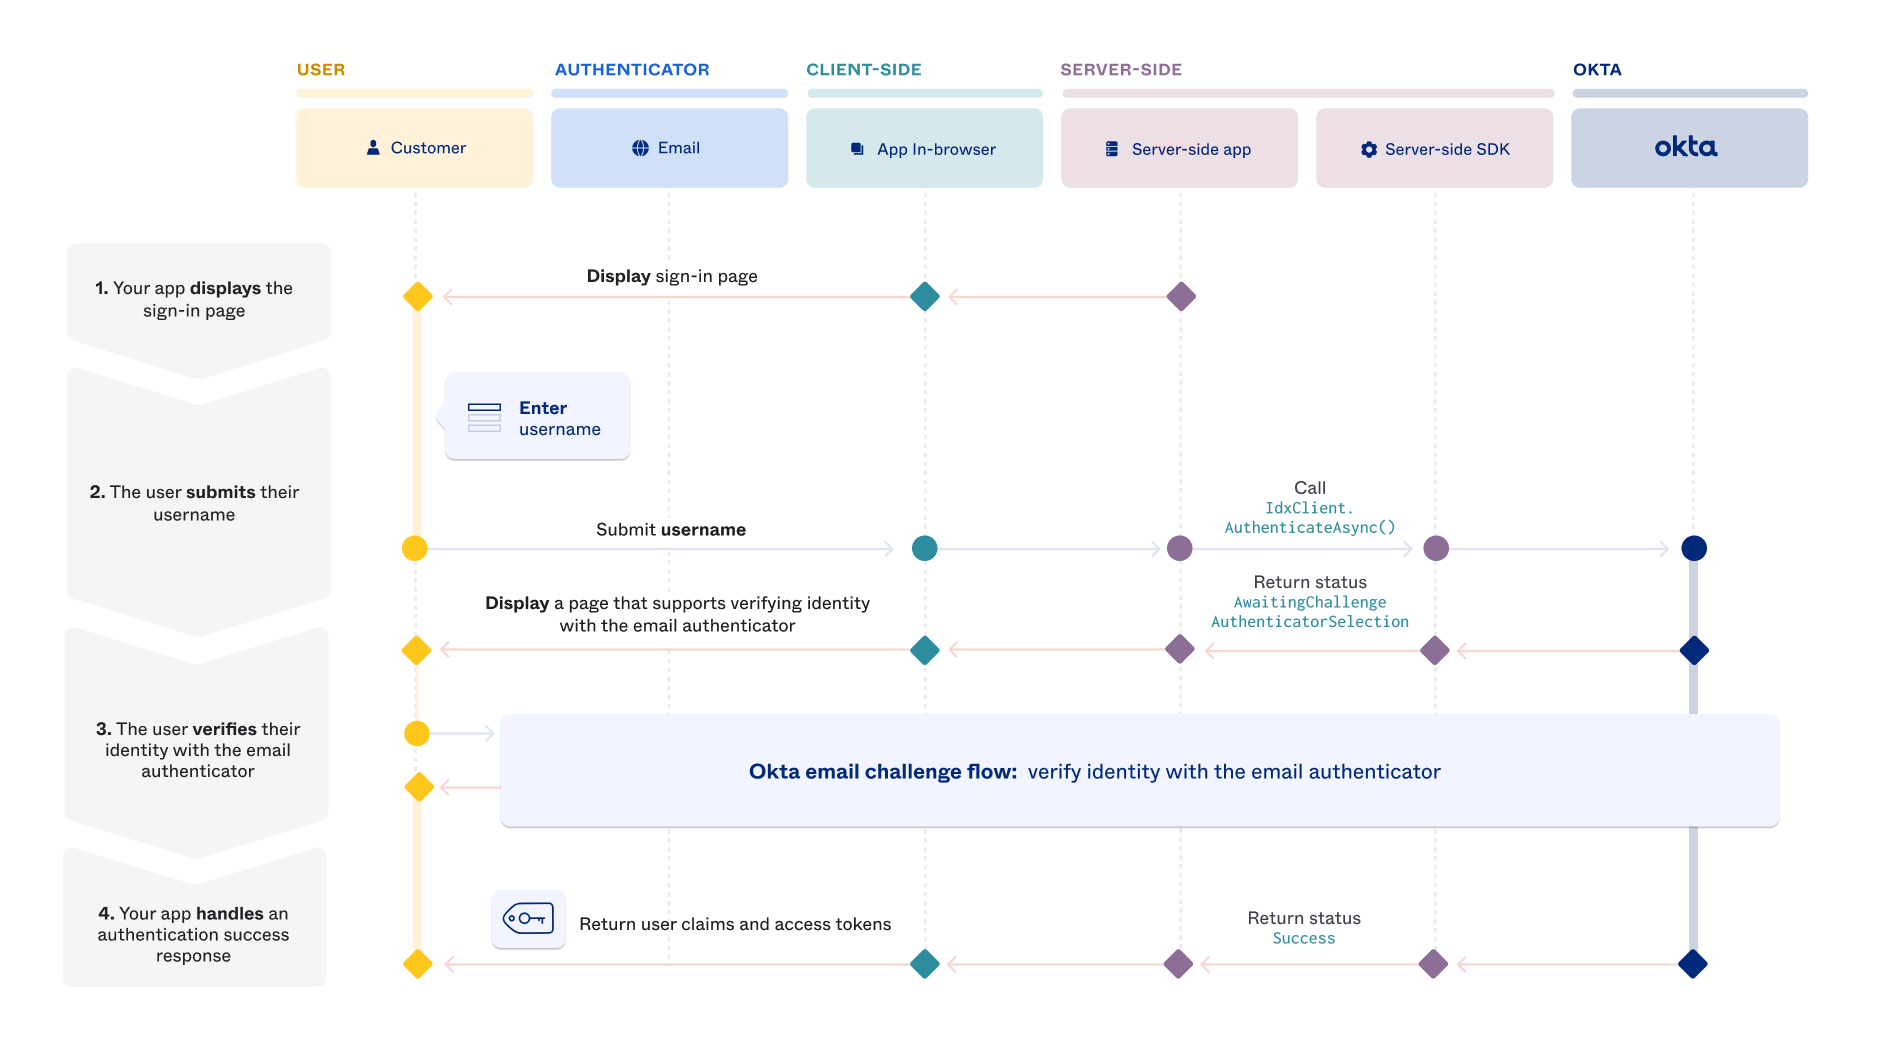 USER
AUTHENTICATOR
CLIENT-SIDE
SERVER-SIDE
OKTA
Customer
Email
App In-browser
Server-side app
Server-side SDK
okta
1. Your app displays the
sign-in page
Display sign-in page
Enter
username
2. The user submits their
username
Submit username
Call
IdxClient.
AuthenticateAsync()
Display a page that supports verifying identity
with the email authenticator
Return status
AwaitingChallenge
AuthenticatorSelection
3. The user verifies their
identity with the email
authenticator
Okta email challenge flow: verify identity with the email authenticator
4. Your app handles an
authentication success
response
Return user claims and access tokens
Return status
Success